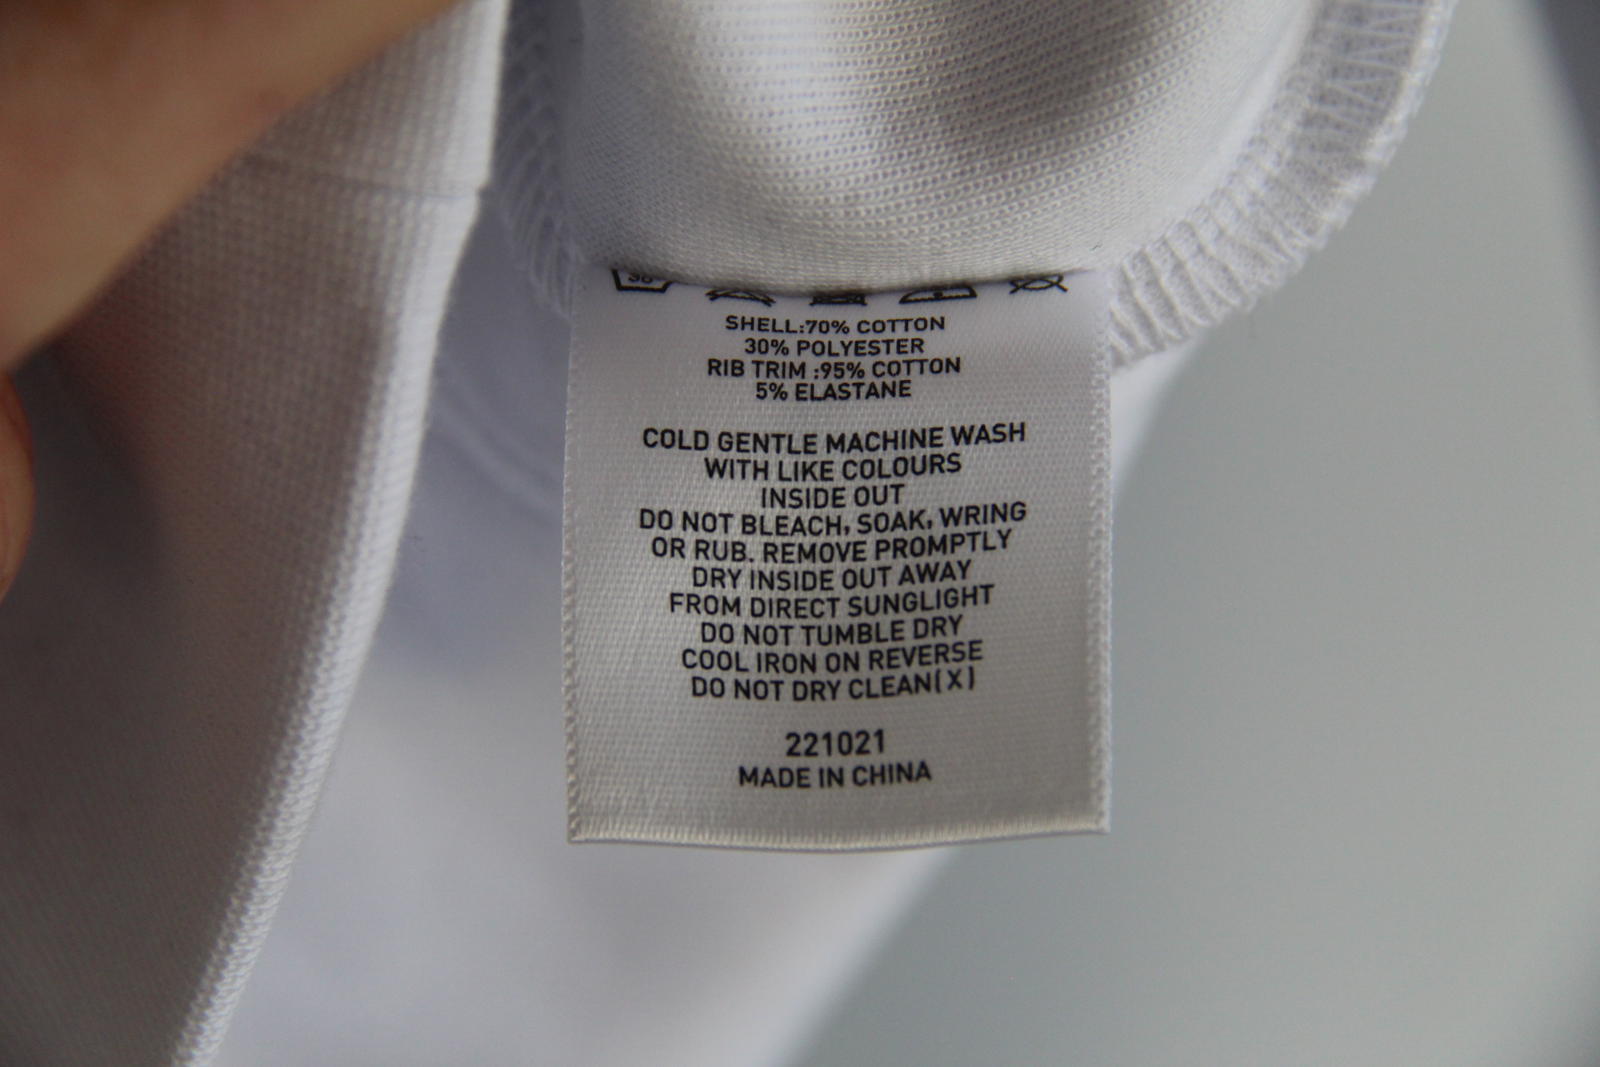 30
SHELL:70% COTTON
30% POLYESTER
RIB TRIM :95% COTTON
5% ELASTANE
COLD GENTLE MACHINE WASH
WITH LIKE COLOURS
INSIDE OUT
DO NOT BLEACH, SOAK, WRING
OR RUB. REMOVE PROMPTLY
DRY INSIDE OUT AWAY
FROM DIRECT SUNGLIGHT
DO NOT TUMBLE DRY
COOL IRON ON REVERSE
DO NOT DRY CLEAN(X)
221021
MADE IN CHINA